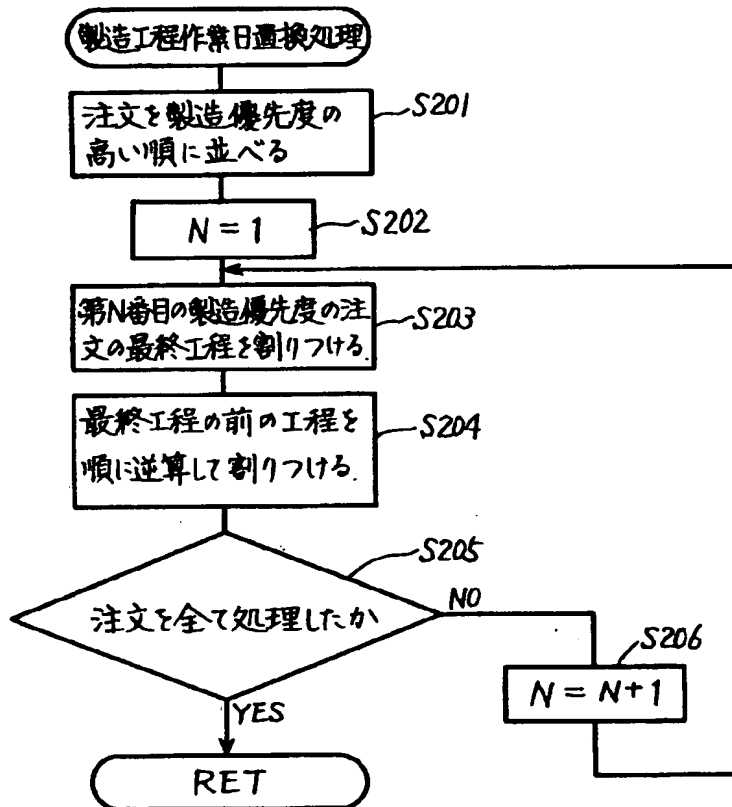 製造工程作業日置換処理
注文を製造優先度の
高い順に並べる
S201
N = 1
S202
第N番目の製造優先度の注
文の最終工程を割りつける.
S203
最終工程の前の工程を
順に逆算して割りつける.
S204
S205
注文を全て処理したか
NO
S206
N = N+1
YES
RET